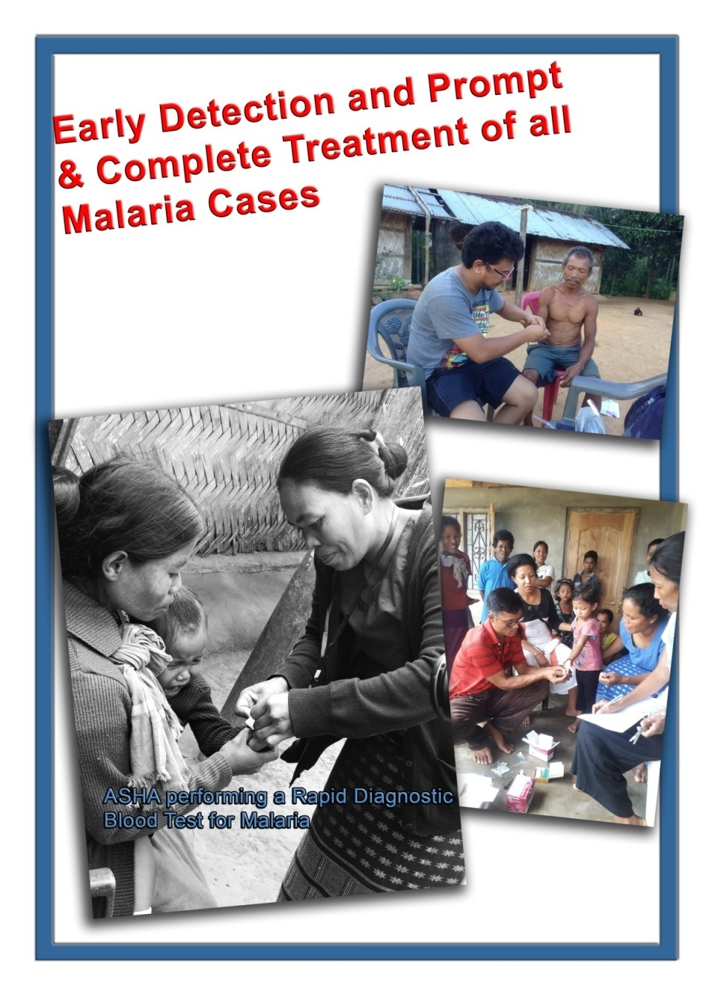 Early Detection and Prompt
& Complete Treatment of all
Malaria Cases
ASHA performing a Rapid Diagnostic
Blood Test for Malaria